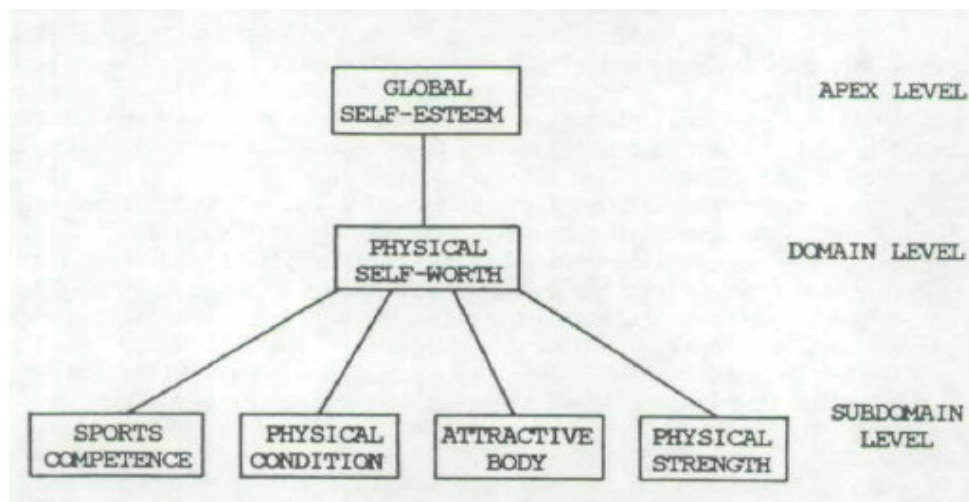 GLOBAL
SELF-ESTEEM
APEX LEVEL
PHYSICAL
SELF-WORTH
DOMAIN LEVEL
SPORTS
COMPETENCE
PHYSICAL
CONDITION
ATTRACTIVE
BODY
PHYSICAL
STRENGTH
SUBDOMAIN
LEVEL